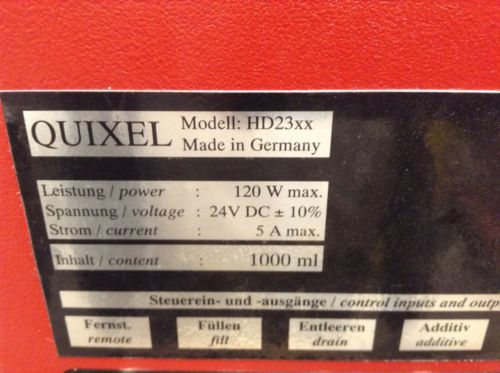 QUIXEL Modell: HD23xx
Made in Germany
Leistung / power : 120 W max.
Spannung / voltage : 24V DC ± 10%
Strom / current : 5 A max.
Inhalt / content : 1000 ml
Steuerein- und -ausgänge / control inputs and outp
Fernst. Füllen Entleeren Additiv
remote fill drain additive